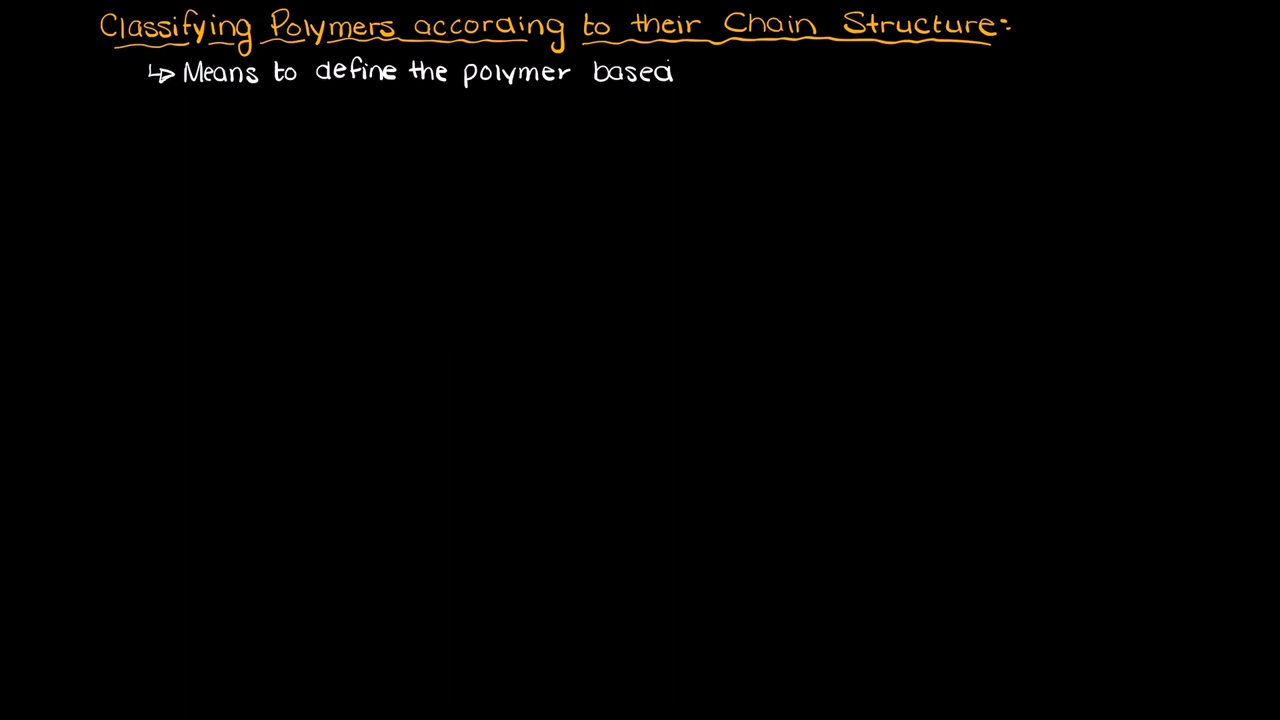 Classifying Polymers according to their Chain Structure:
↳ Means to define the polymer based